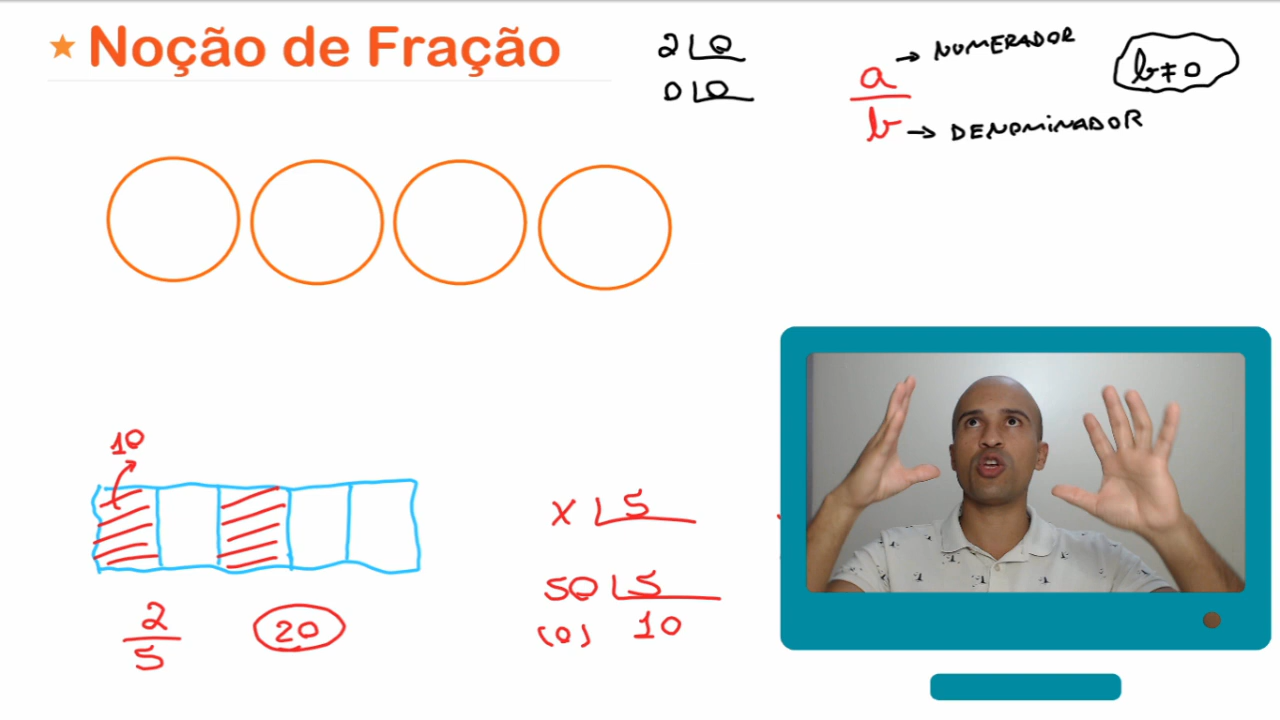 Noção de Fração
2 0
0 0
a → NUMERADOR
b → DENOMINADOR
b ≠ 0
10
2
5
20
X 5
50 5
(0) 10